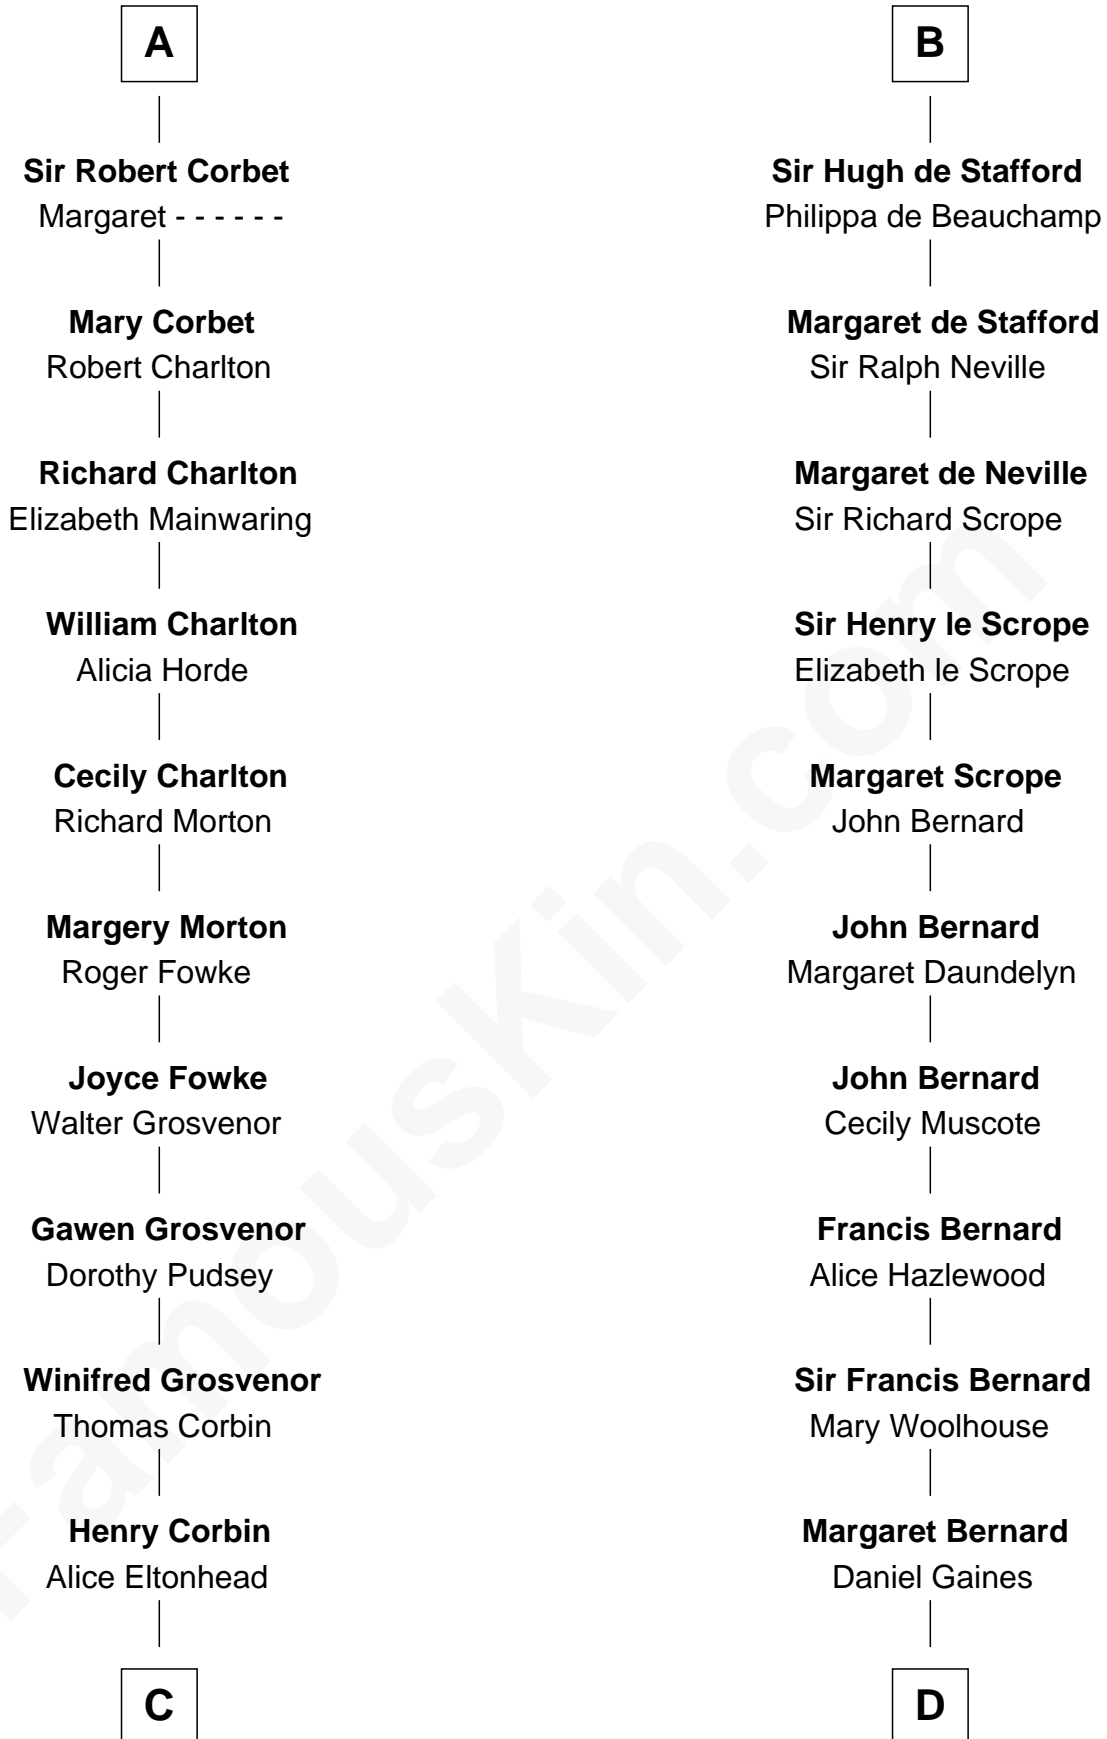 A
Sir Robert Corbet
Margaret - - - - - -
Mary Corbet
Robert Charlton
Richard Charlton
Elizabeth Mainwaring
William Charlton
Alicia Horde
Cecily Charlton
Richard Morton
Margery Morton
Roger Fowke
Joyce Fowke
Walter Grosvenor
Gawen Grosvenor
Dorothy Pudsey
Winifred Grosvenor
Thomas Corbin
Henry Corbin
Alice Eltonhead
C
B
Sir Hugh de Stafford
Philippa de Beauchamp
Margaret de Stafford
Sir Ralph Neville
Margaret de Neville
Sir Richard Scrope
Sir Henry le Scrope
Elizabeth le Scrope
Margaret Scrope
John Bernard
John Bernard
Margaret Daundelyn
John Bernard
Cecily Muscote
Francis Bernard
Alice Hazlewood
Sir Francis Bernard
Mary Woolhouse
Margaret Bernard
Daniel Gaines
D
FamousKin.com